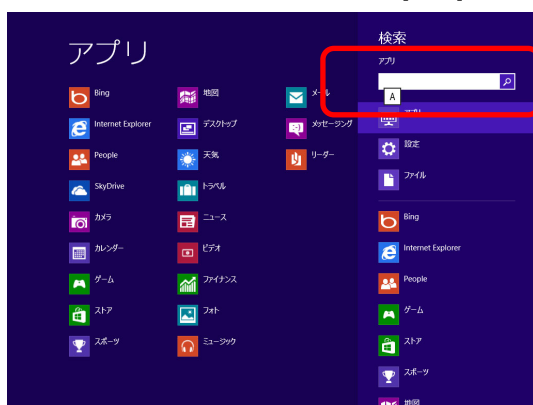 アプリ
Bing
Internet Explorer
People
SkyDrive
カメラ
カレンダー
ゲーム
ストア
スポーツ
地図
デスクトップ
天気
トラベル
ニュース
ビデオ
ファイナンス
フォト
ミュージック
メール
メッセージング
リーダー
検索
アプリ
A
アプリ
設定
ファイル
Bing
Internet Explorer
People
ゲーム
ストア
スポーツ
地図